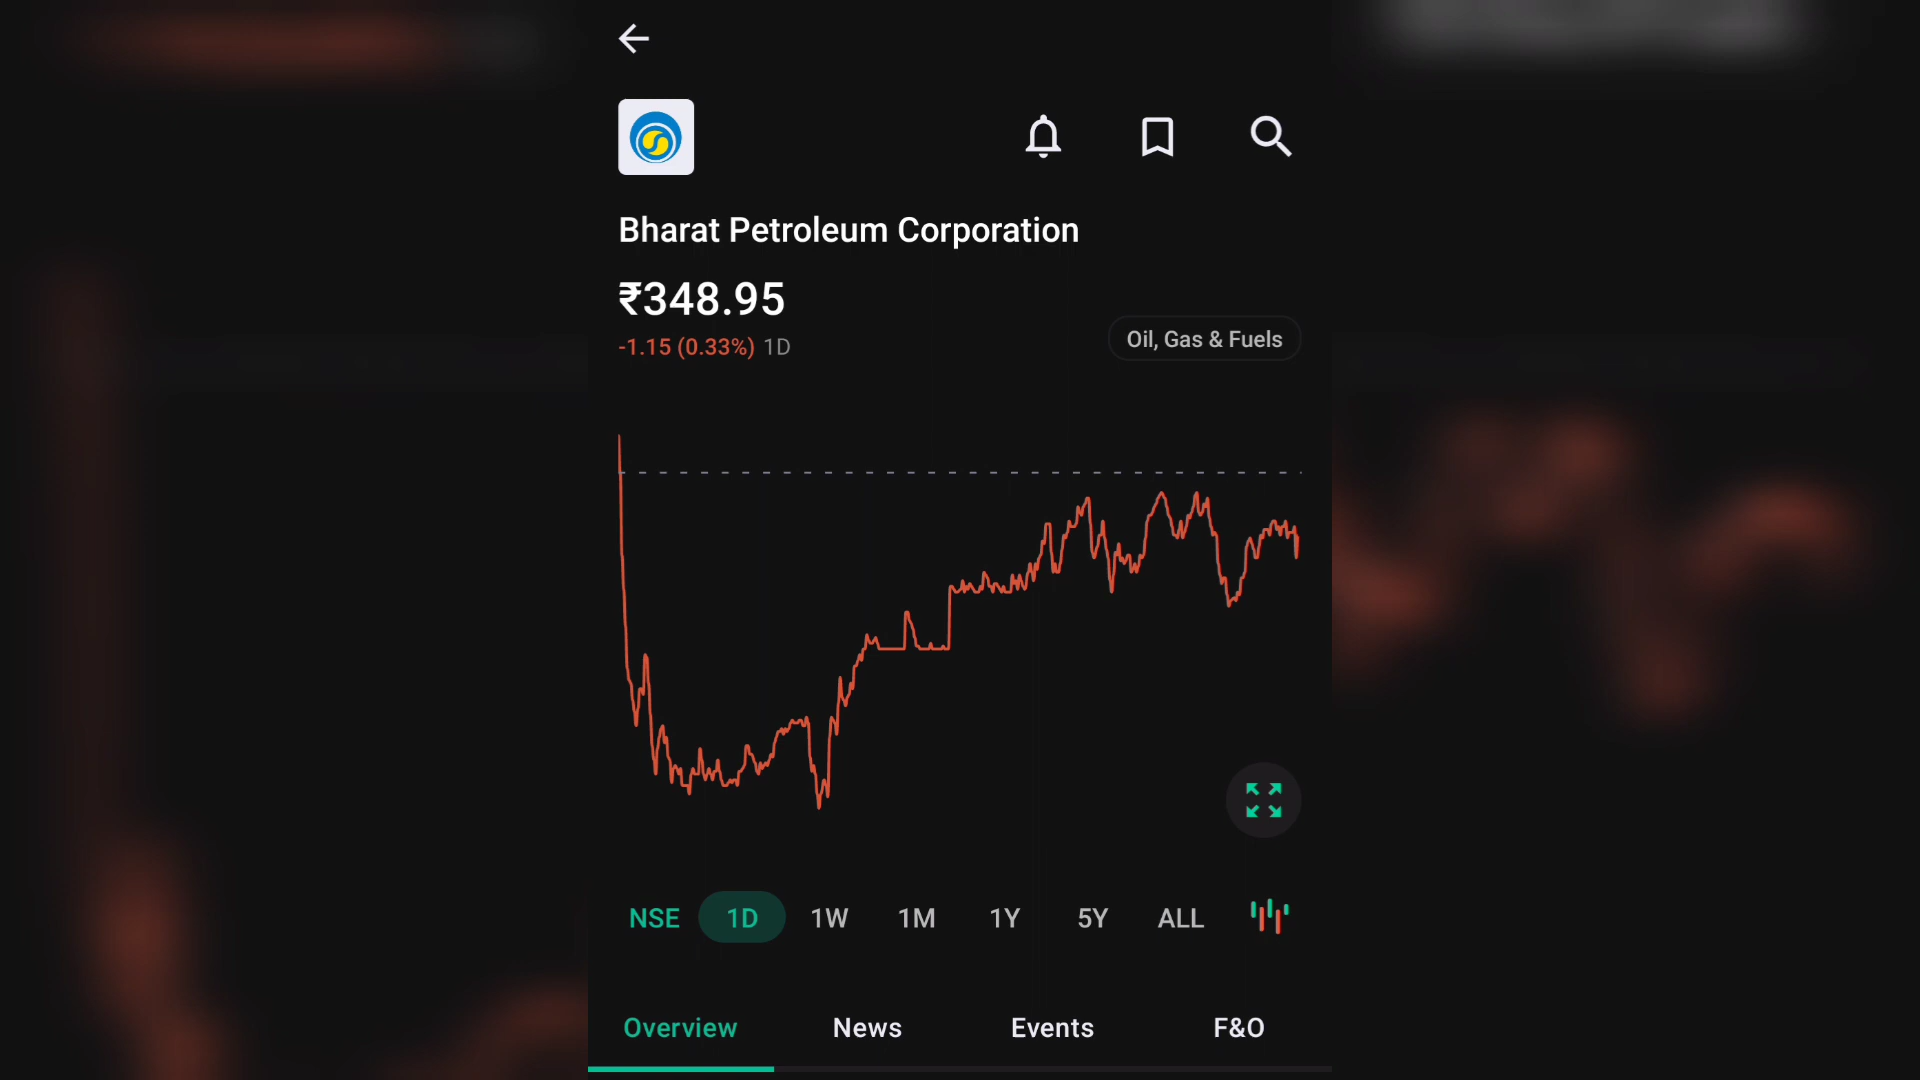 Bharat Petroleum Corporation
₹348.95
-1.15 (0.33%) 1D
Oil, Gas & Fuels
NSE 1D 1W 1M 1Y 5Y ALL
Overview News Events F&O